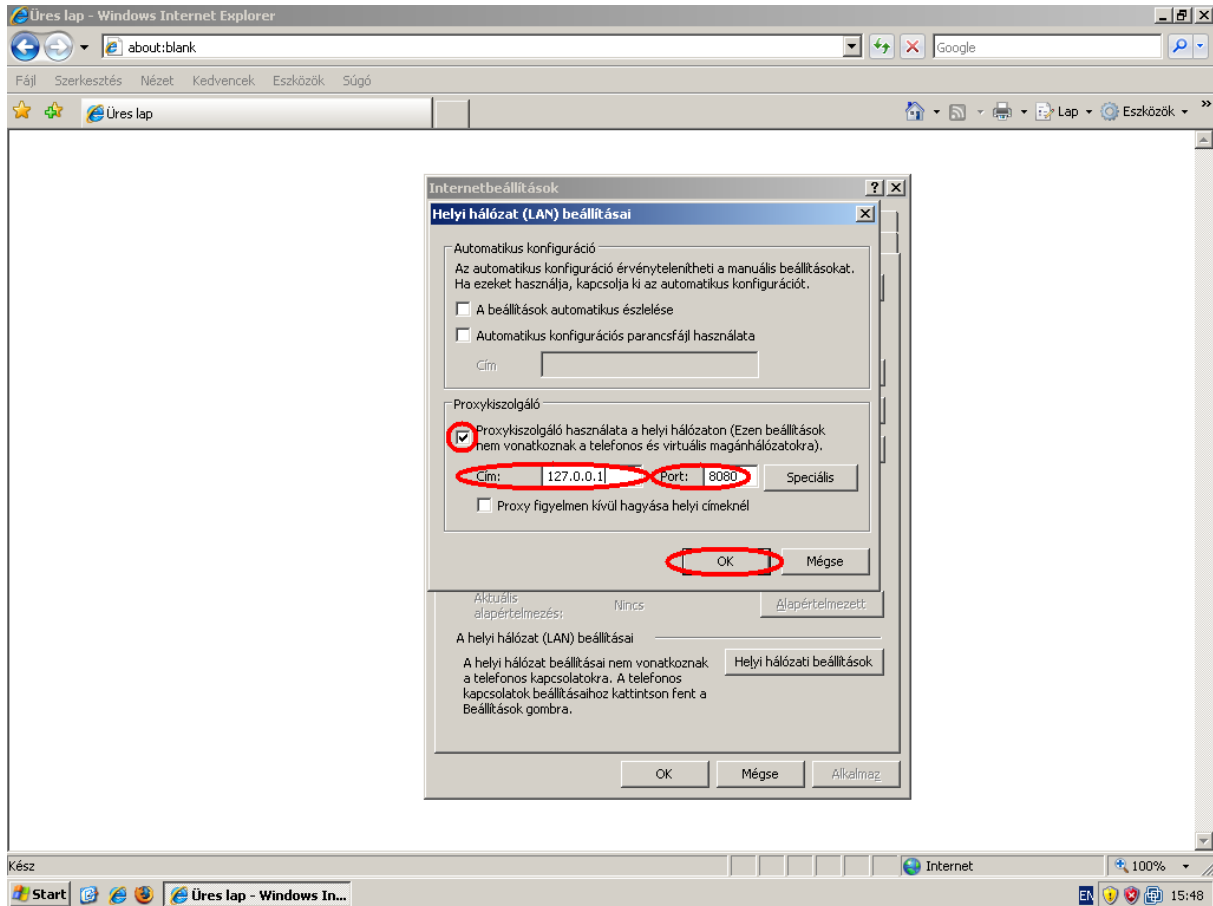 Üres lap - Windows Internet Explorer
about:blank
Google
Fájl Szerkesztés Nézet Kedvencek Eszközök Súgó
Üres lap
Lap
Eszközök
Internetbeállítások
Helyi hálózat (LAN) beállításai
Automatikus konfiguráció
Az automatikus konfiguráció érvénytelenítheti a manuális beállításokat.
Ha ezeket használja, kapcsolja ki az automatikus konfigurációt.
A beállítások automatikus észlelése
Automatikus konfigurációs parancsfájl használata
Cím
Proxykiszolgáló
Proxykiszolgáló használata a helyi hálózaton (Ezen beállítások
nem vonatkoznak a telefonos és virtuális magánhálózatokra).
Cím: 127.0.0.1 Port: 8080 Speciális
Proxy figyelmen kívül hagyása helyi címeknél
OK Mégse
Aktuális
alapértelmezés: Nincs Alapértelmezett
A helyi hálózat (LAN) beállításai
A helyi hálózat beállításai nem vonatkoznak
a telefonos kapcsolatokra. A telefonos
kapcsolatok beállításaihoz kattintson fent a
Beállítások gombra.
Helyi hálózati beállítások
OK Mégse Alkalmaz
Kész
Internet
100%
Start
Üres lap - Windows In...
EN
15:48